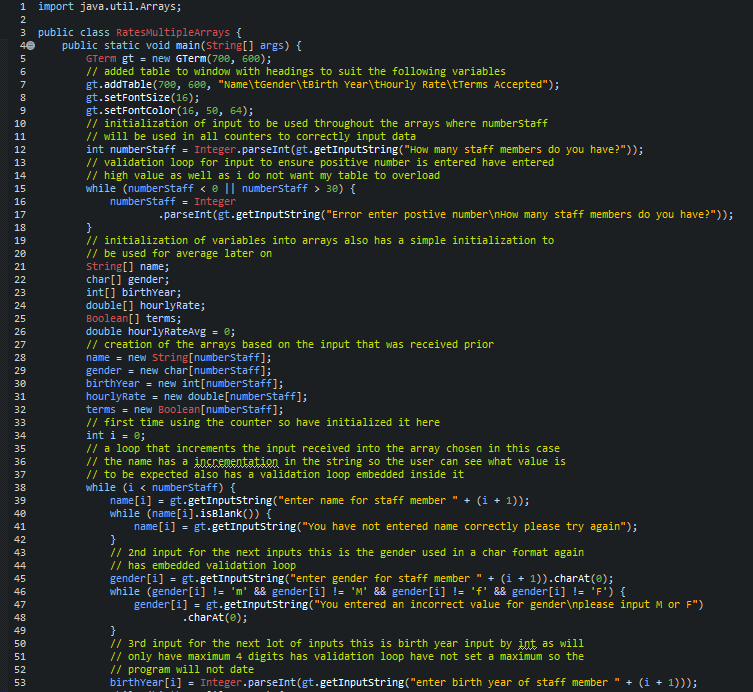 1 import java.util.Arrays;
2
3 public class RatesMultipleArrays {
4 public static void main(String[] args) {
5 GTerm gt = new GTerm(700, 600);
6 // added table to window with headings to suit the following variables
7 gt.addTable(700, 600, "Name\tGender\tBirth Year\tHourly Rate\tTerms Accepted");
8 gt.setFontSize(16);
9 gt.setFontColor(16, 50, 64);
10 // initialization of input to be used throughout the arrays where numberStaff
11 // will be used in all counters to correctly input data
12 int numberStaff = Integer.parseInt(gt.getInputString("How many staff members do you have?"));
13 // validation loop for input to ensure positive number is entered have entered
14 // high value as well as i do not want my table to overload
15 while (numberStaff < 0 || numberStaff > 30) {
16 numberStaff = Integer
17 .parseInt(gt.getInputString("Error enter postive number\nHow many staff members do you have?"));
18 }
19 // initialization of variables into arrays also has a simple initialization to
20 // be used for average later on
21 String[] name;
22 char[] gender;
23 int[] birthYear;
24 double[] hourlyRate;
25 Boolean[] terms;
26 double hourlyRateAvg = 0;
27 // creation of the arrays based on the input that was received prior
28 name = new String[numberStaff];
29 gender = new char[numberStaff];
30 birthYear = new int[numberStaff];
31 hourlyRate = new double[numberStaff];
32 terms = new Boolean[numberStaff];
33 // first time using the counter so have initialized it here
34 int i = 0;
35 // a loop that increments the input received into the array chosen in this case
36 // the name has a incrementation in the string so the user can see what value is
37 // to be expected also has a validation loop embedded inside it
38 while (i < numberStaff) {
39 name[i] = gt.getInputString("enter name for staff member " + (i + 1));
40 while (name[i].isBlank()) {
41 name[i] = gt.getInputString("You have not entered name correctly please try again");
42 }
43 // 2nd input for the next inputs this is the gender used in a char format again
44 // has embedded validation loop
45 gender[i] = gt.getInputString("enter gender for staff member " + (i + 1)).charAt(0);
46 while (gender[i] != 'm' && gender[i] != 'M' && gender[i] != 'f' && gender[i] != 'F') {
47 gender[i] = gt.getInputString("You entered an incorrect value for gender\nplease input M or F")
48 .charAt(0);
49 }
50 // 3rd input for the next lot of inputs this is birth year input by int as will
51 // only have maximum 4 digits has validation loop have not set a maximum so the
52 // program will not date
53 birthYear[i] = Integer.parseInt(gt.getInputString("enter birth year of staff member " + (i + 1)));